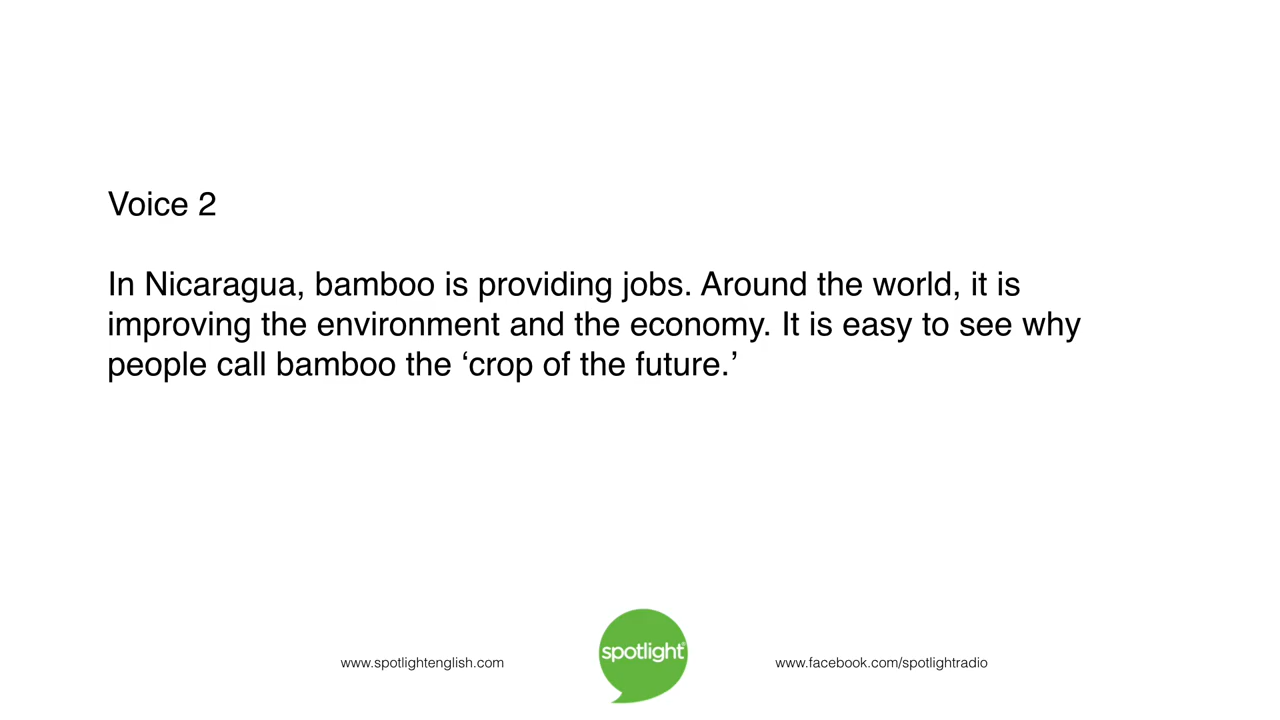 Voice 2
In Nicaragua, bamboo is providing jobs. Around the world, it is
improving the environment and the economy. It is easy to see why
people call bamboo the ‘crop of the future.’
spotlight®
www.spotlightenglish.com
www.facebook.com/spotlightradio